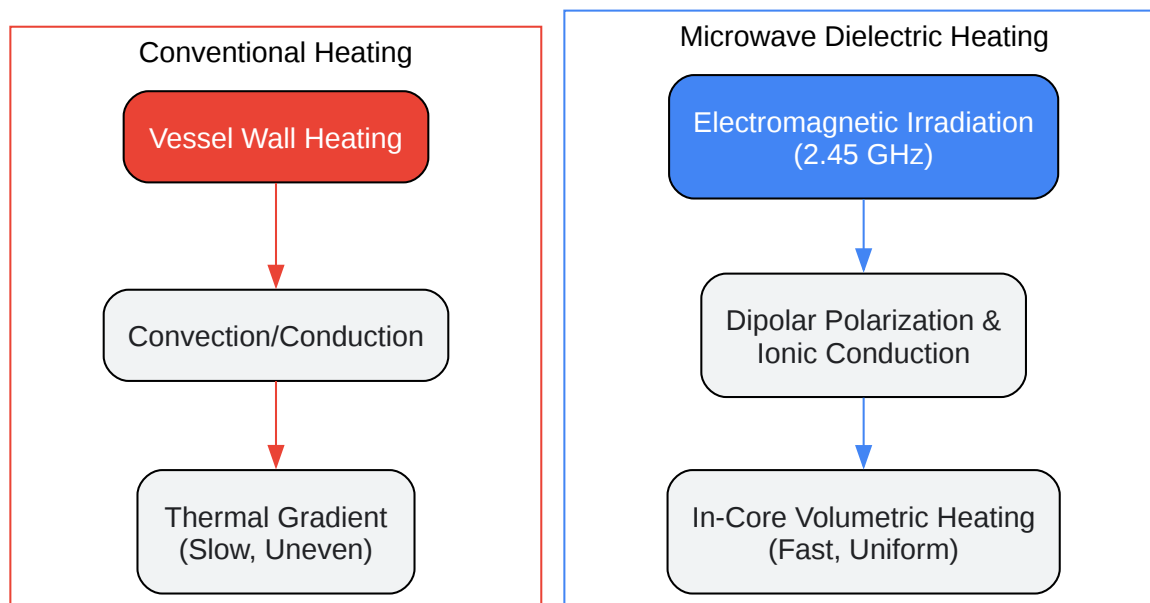 Conventional Heating
Vessel Wall Heating
Convection/Conduction
Thermal Gradient
(Slow, Uneven)
Microwave Dielectric Heating
Electromagnetic Irradiation
(2.45 GHz)
Dipolar Polarization &
Ionic Conduction
In-Core Volumetric Heating
(Fast, Uniform)